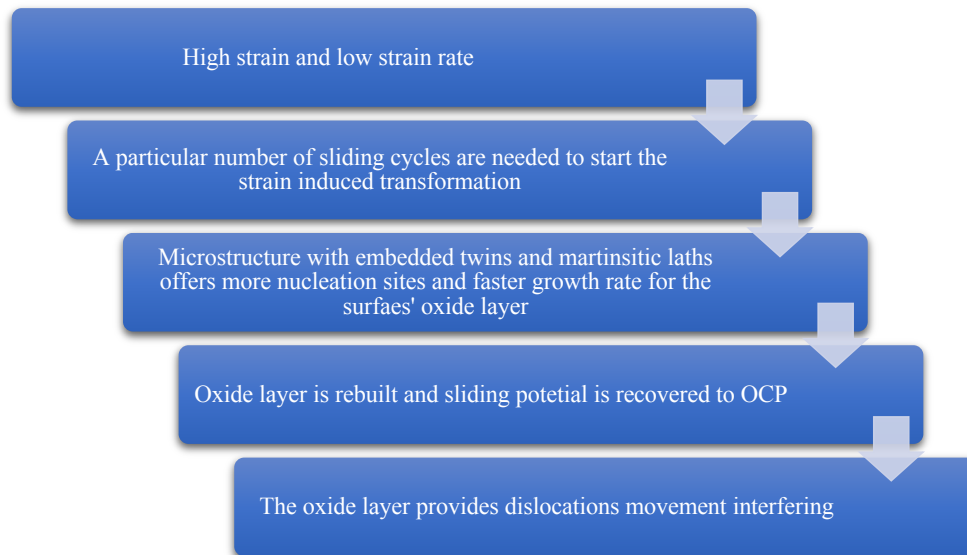 High strain and low strain rate
A particular number of sliding cycles are needed to start the
strain induced transformation
Microstructure with embedded twins and martinsitic laths
offers more nucleation sites and faster growth rate for the
surfaes' oxide layer
Oxide layer is rebuilt and sliding potetial is recovered to OCP
The oxide layer provides dislocations movement interfering